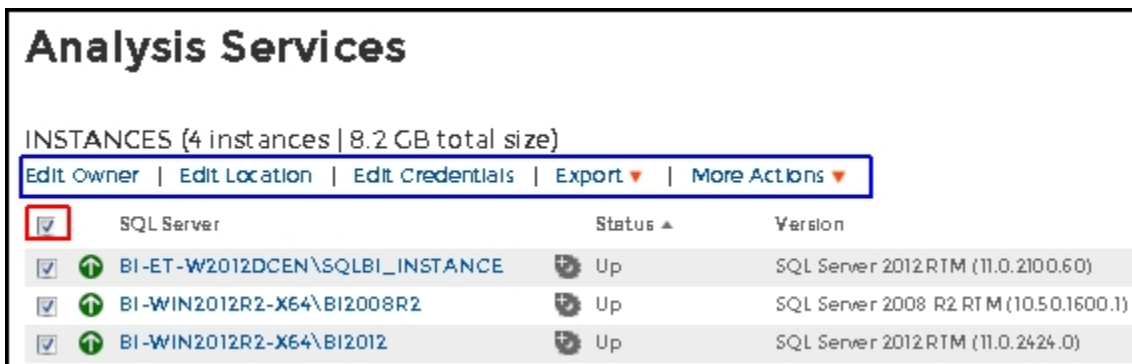 Analysis Services
INSTANCES (4 instances | 8.2 GB total size)
Edit Owner | Edit Location | Edit Credentials | Export ▼ | More Actions ▼
SQL Server Status ▲ Version
BI-ET-W2012DCEN\SQLBI_INSTANCE Up SQL Server 2012 RTM (11.0.2100.60)
BI-WIN2012R2-X64\BI2008R2 Up SQL Server 2008 R2 RTM (10.50.1600.1)
BI-WIN2012R2-X64\BI2012 Up SQL Server 2012 RTM (11.0.2424.0)